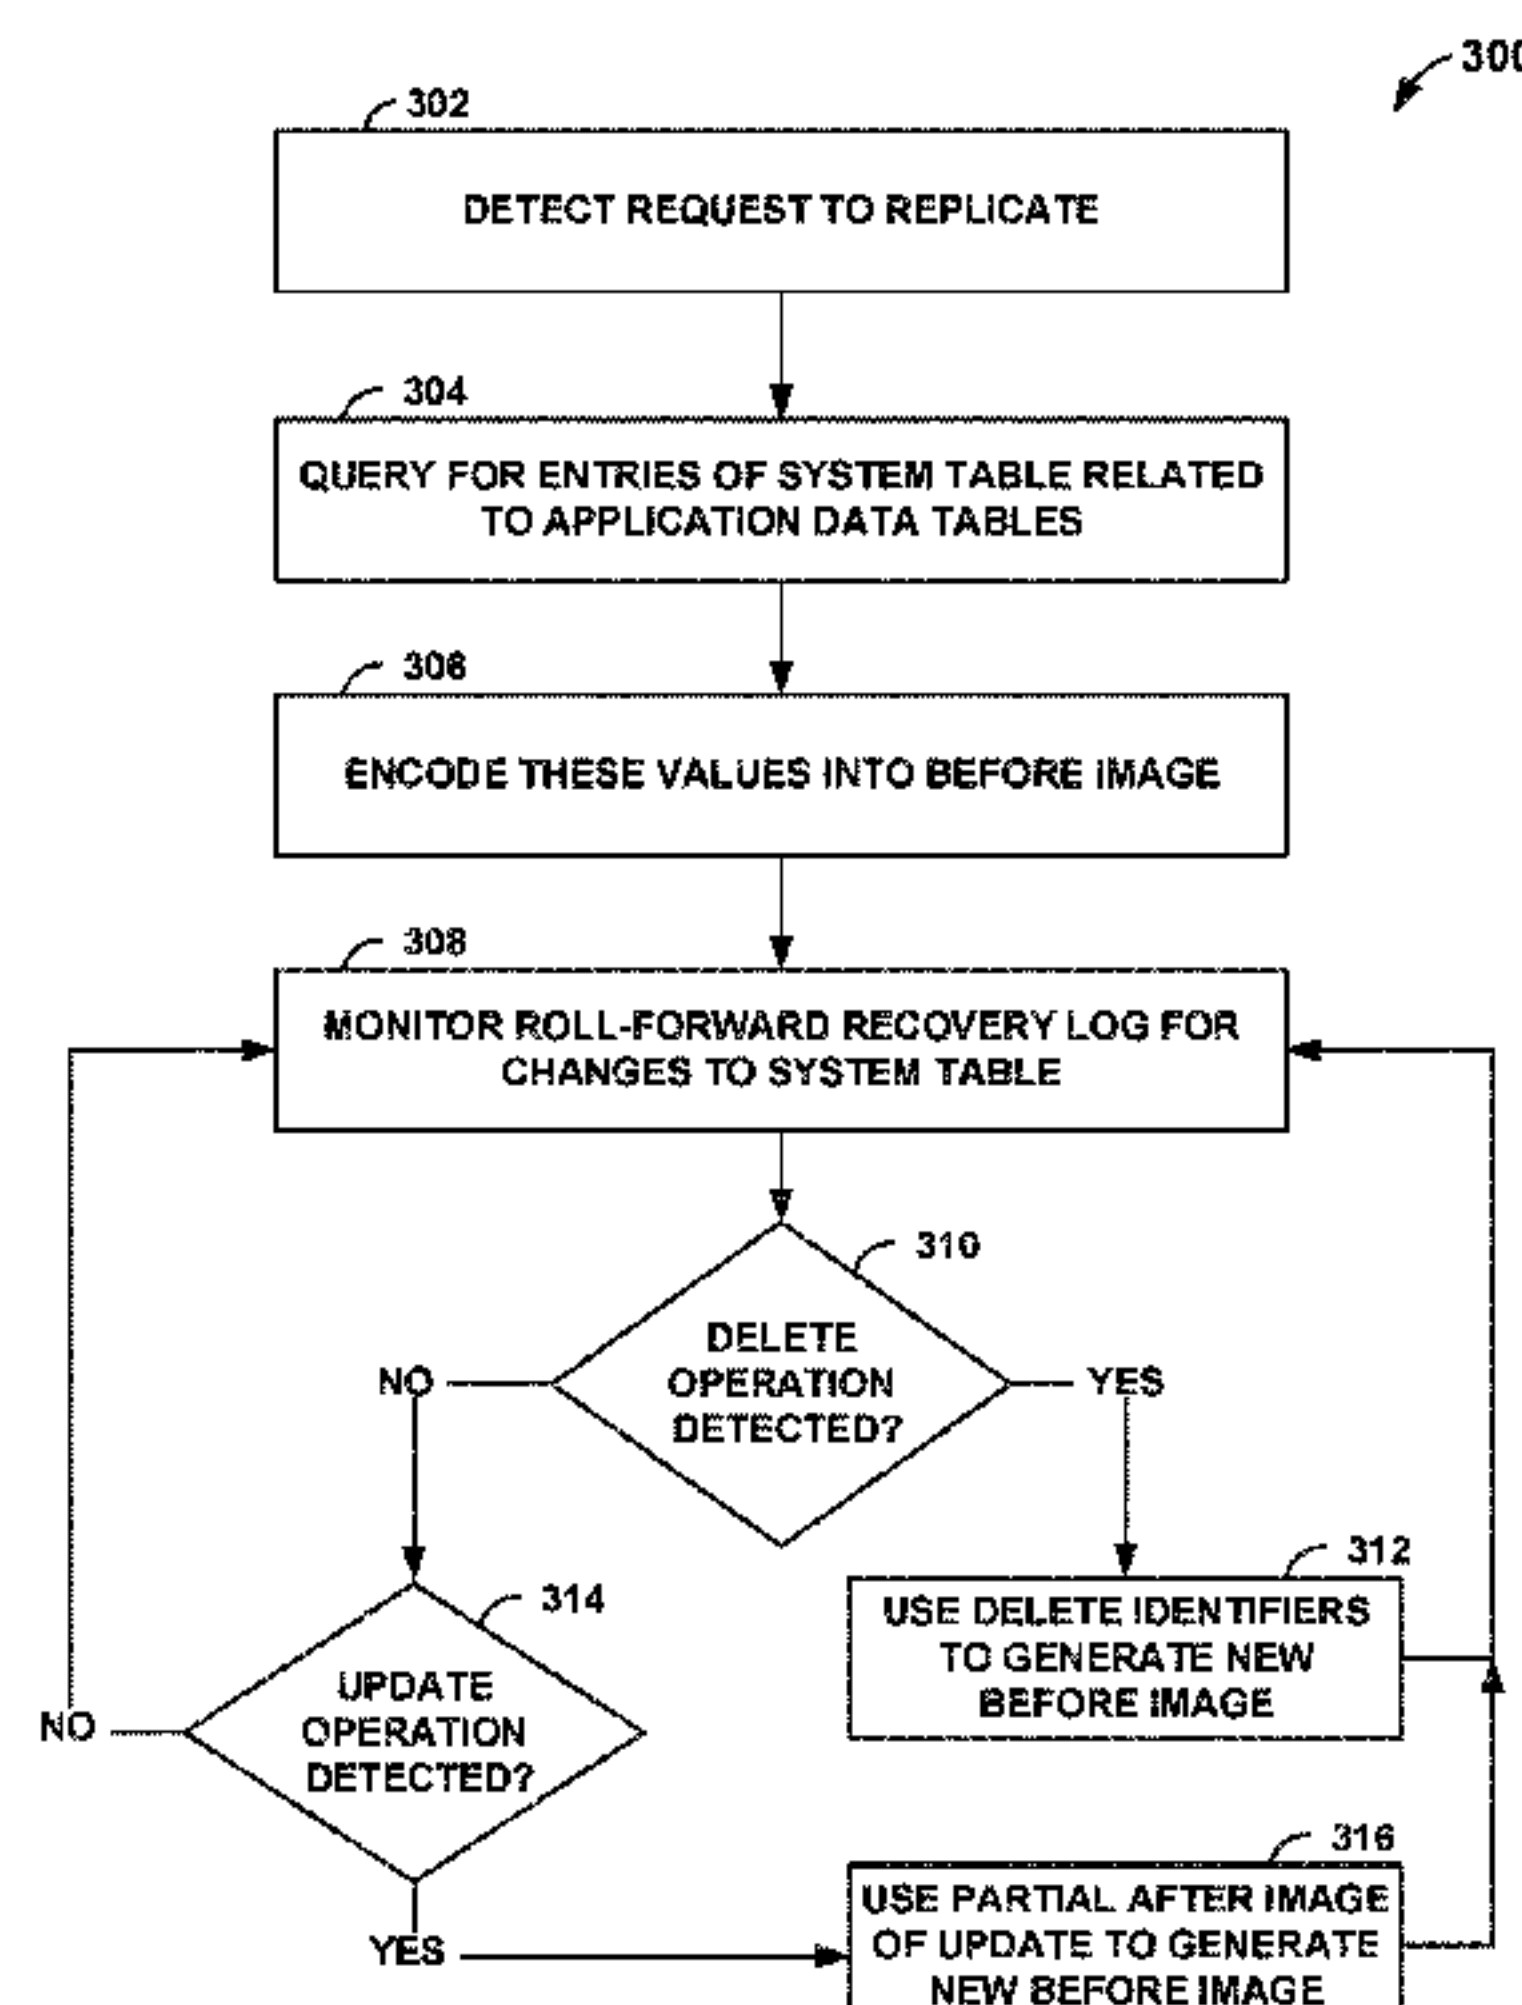 300
302
DETECT REQUEST TO REPLICATE
304
QUERY FOR ENTRIES OF SYSTEM TABLE RELATED
TO APPLICATION DATA TABLES
306
ENCODE THESE VALUES INTO BEFORE IMAGE
308
MONITOR ROLL-FORWARD RECOVERY LOG FOR
CHANGES TO SYSTEM TABLE
310
DELETE
OPERATION
DETECTED?
NO
YES
312
USE DELETE IDENTIFIERS
TO GENERATE NEW
BEFORE IMAGE
314
UPDATE
OPERATION
DETECTED?
NO
YES
316
USE PARTIAL AFTER IMAGE
OF UPDATE TO GENERATE
NEW BEFORE IMAGE